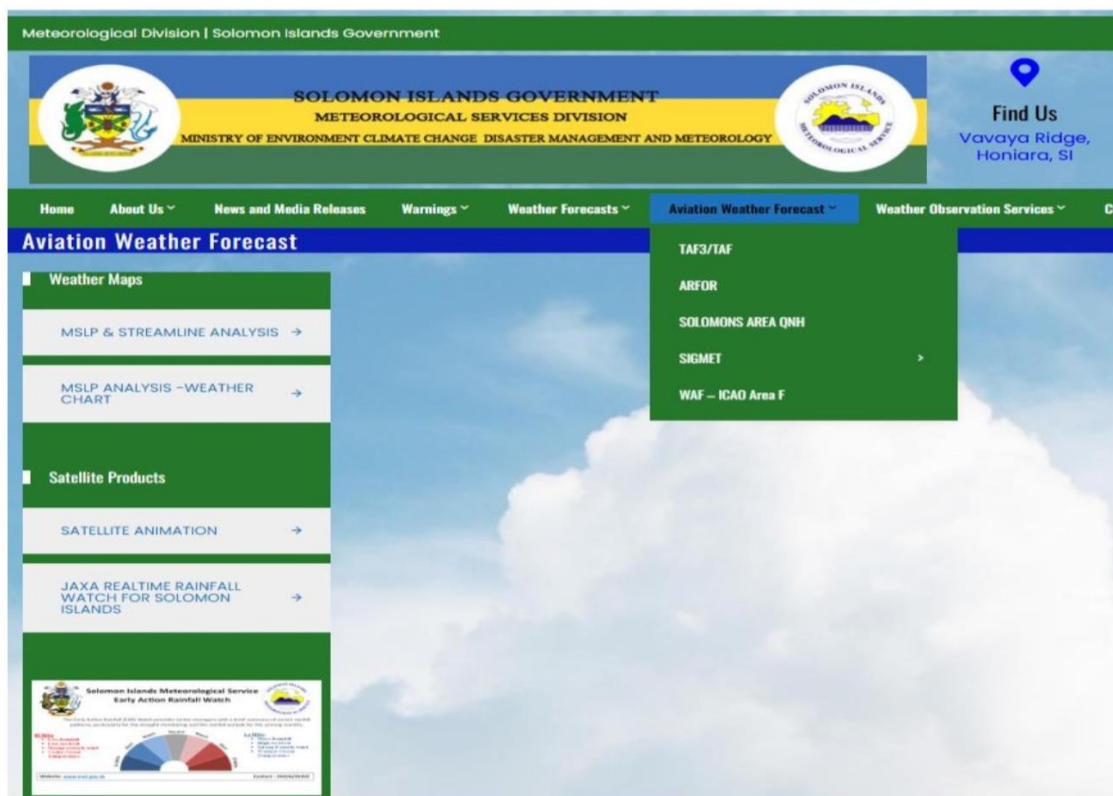 Meteorological Division | Solomon Islands Government
SOLOMON ISLANDS GOVERNMENT
METEOROLOGICAL SERVICES DIVISION
MINISTRY OF ENVIRONMENT CLIMATE CHANGE DISASTER MANAGEMENT AND METEOROLOGY
SOLOMON ISLANDS
METEOROLOGICAL SERVICE
Find Us
Vavaya Ridge,
Honiara, SI
Home About Us News and Media Releases Warnings Weather Forecasts Aviation Weather Forecast Weather Observation Services C
Aviation Weather Forecast
TAF3/TAF
ARFOR
SOLOMONS AREA QNH
SIGMET >
WAF – ICAO Area F
Weather Maps
MSLP & STREAMLINE ANALYSIS →
MSLP ANALYSIS -WEATHER
CHART →
Satellite Products
SATELLITE ANIMATION →
JAXA REALTIME RAINFALL
WATCH FOR SOLOMON →
ISLANDS
Solomon Islands Meteorological Service
Early Action Rainfall Watch